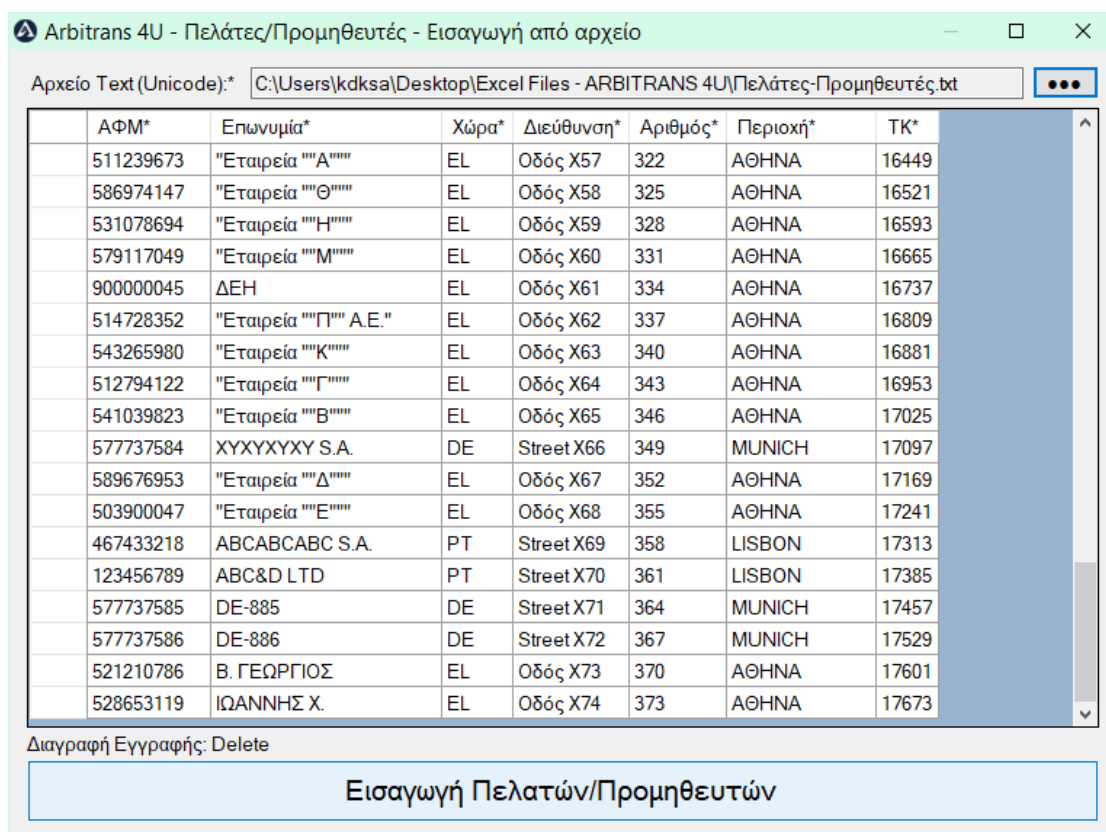 Arbitrans 4U - Πελάτες/Προμηθευτές - Εισαγωγή από αρχείο
Αρχείο Text (Unicode):* C:\Users\kdksa\Desktop\Excel Files - ARBITRANS 4U\Πελάτες-Προμηθευτές.txt
ΑΦΜ* Επωνυμία* Χώρα* Διεύθυνση* Αριθμός* Περιοχή* ΤΚ*
511239673 "Εταιρεία ""Α""" EL Οδός Χ57 322 ΑΘΗΝΑ 16449
586974147 "Εταιρεία ""Θ""" EL Οδός Χ58 325 ΑΘΗΝΑ 16521
531078694 "Εταιρεία ""Η""" EL Οδός Χ59 328 ΑΘΗΝΑ 16593
579117049 "Εταιρεία ""Μ""" EL Οδός Χ60 331 ΑΘΗΝΑ 16665
900000045 ΔΕΗ EL Οδός Χ61 334 ΑΘΗΝΑ 16737
514728352 "Εταιρεία ""Π"" Α.Ε." EL Οδός Χ62 337 ΑΘΗΝΑ 16809
543265980 "Εταιρεία ""Κ""" EL Οδός Χ63 340 ΑΘΗΝΑ 16881
512794122 "Εταιρεία ""Γ""" EL Οδός Χ64 343 ΑΘΗΝΑ 16953
541039823 "Εταιρεία ""Β""" EL Οδός Χ65 346 ΑΘΗΝΑ 17025
577737584 XYXYXYXY S.A. DE Street X66 349 MUNICH 17097
589676953 "Εταιρεία ""Δ""" EL Οδός Χ67 352 ΑΘΗΝΑ 17169
503900047 "Εταιρεία ""Ε""" EL Οδός Χ68 355 ΑΘΗΝΑ 17241
467433218 ABCABCABC S.A. PT Street X69 358 LISBON 17313
123456789 ABC&D LTD PT Street X70 361 LISBON 17385
577737585 DE-885 DE Street X71 364 MUNICH 17457
577737586 DE-886 DE Street X72 367 MUNICH 17529
521210786 Β. ΓΕΩΡΓΙΟΣ EL Οδός Χ73 370 ΑΘΗΝΑ 17601
528653119 ΙΩΑΝΝΗΣ Χ. EL Οδός Χ74 373 ΑΘΗΝΑ 17673
Διαγραφή Εγγραφής: Delete
Εισαγωγή Πελατών/Προμηθευτών